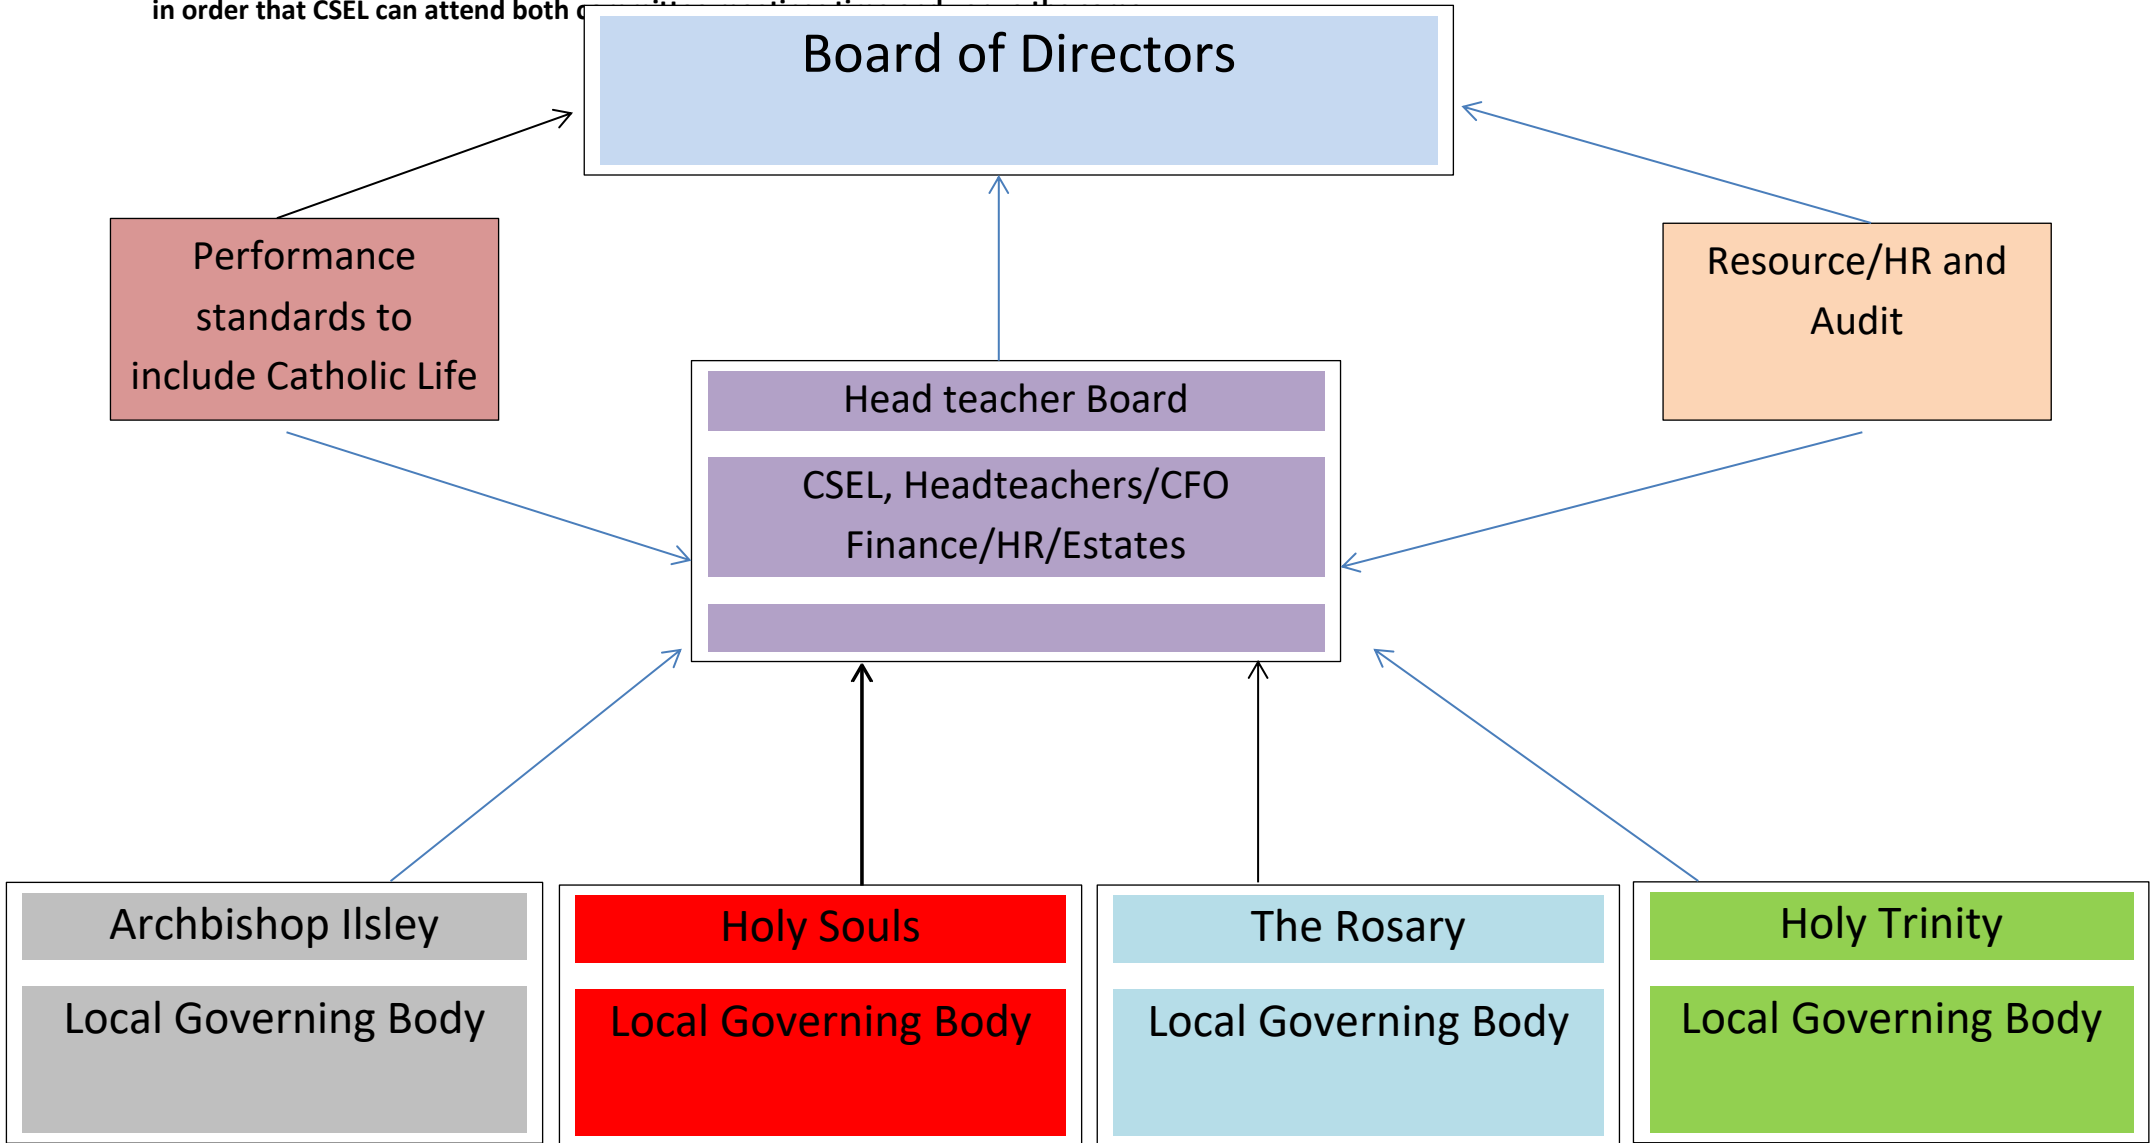 in order that CSEL can attend both
Board of Directors
Performance
standards to
include Catholic Life
Resource/HR and
Audit
Head teacher Board
CSEL, Headteachers/CFO
Finance/HR/Estates
Archbishop Ilsley
Local Governing Body
Holy Souls
Local Governing Body
The Rosary
Local Governing Body
Holy Trinity
Local Governing Body